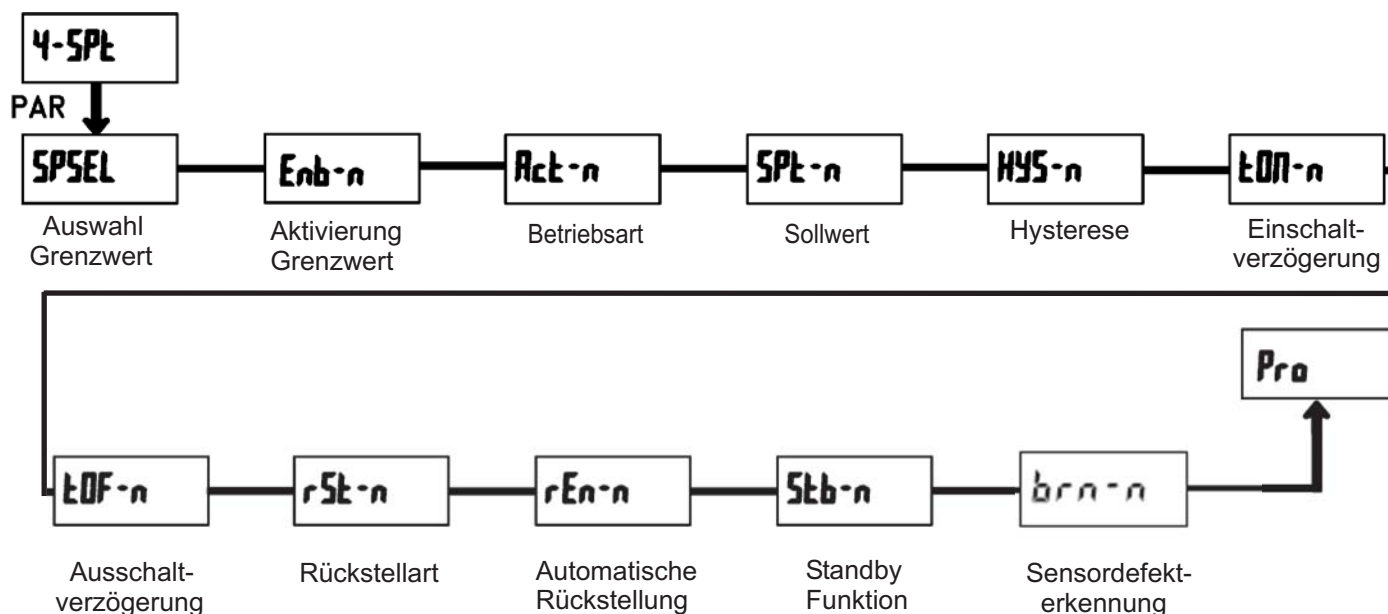 4-SPt
PAR
SPSEL
Enb-n
Act-n
SPt-n
HYS-n
tON-n
Auswahl
Grenzwert
Aktivierung
Grenzwert
Betriebsart
Sollwert
Hysterese
Einschalt-
verzögerung
Pro
tOF-n
rSt-n
rEn-n
Stb-n
brn-n
Ausschalt-
verzögerung
Rückstellart
Automatische
Rückstellung
Standby
Funktion
Sensordefekt-
erkennung